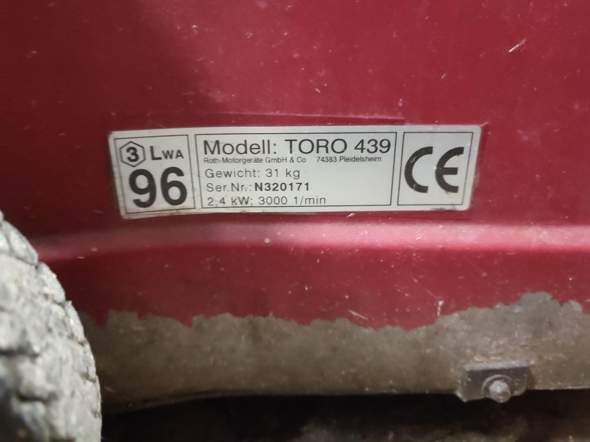 3 LWA
96
Modell: TORO 439
Roth-Motorgeräte GmbH & Co 74383 Pleidelsheim
Gewicht: 31 kg
Ser.Nr.: N320171
2,4 kW; 3000 1/min
CE